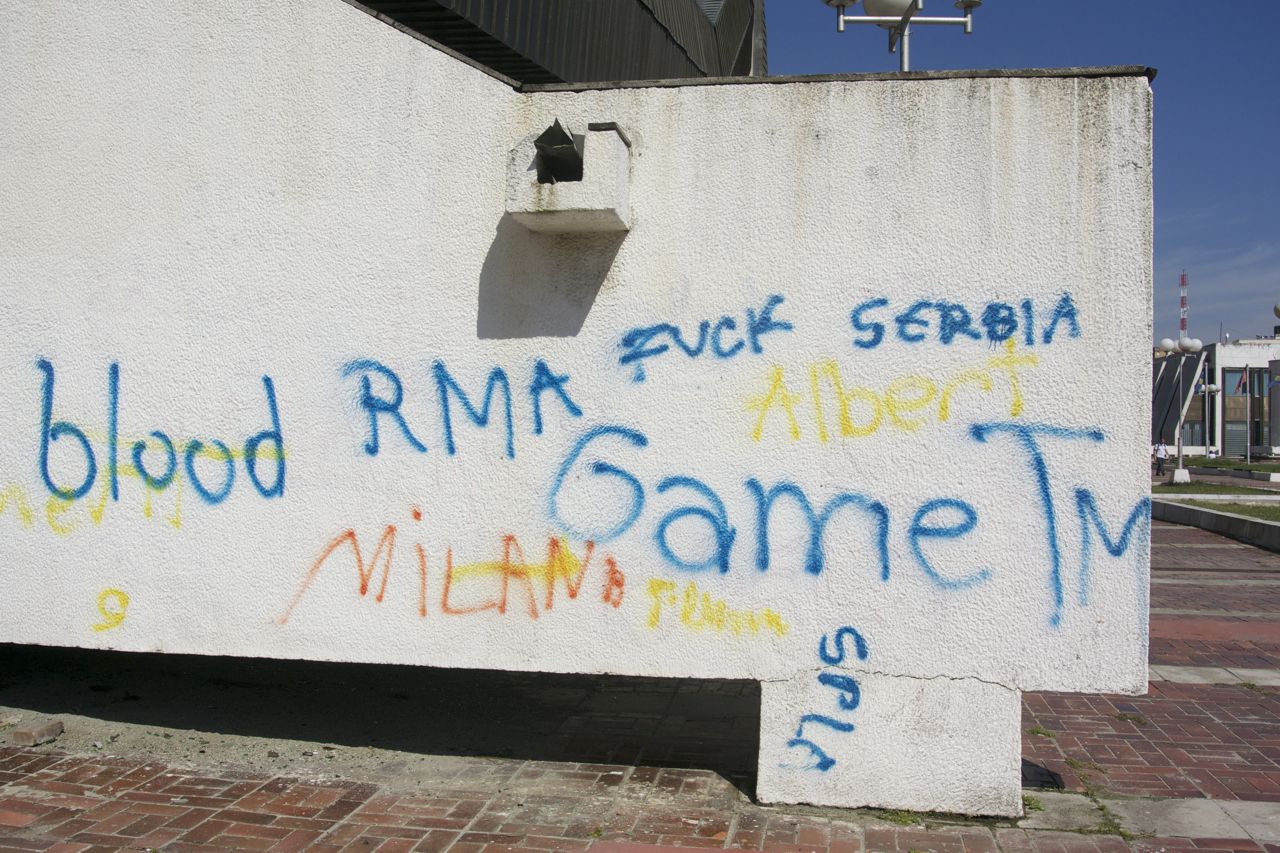 FUCK SERBIA
Albert
blood RMA
Game TM
MiLAN
9